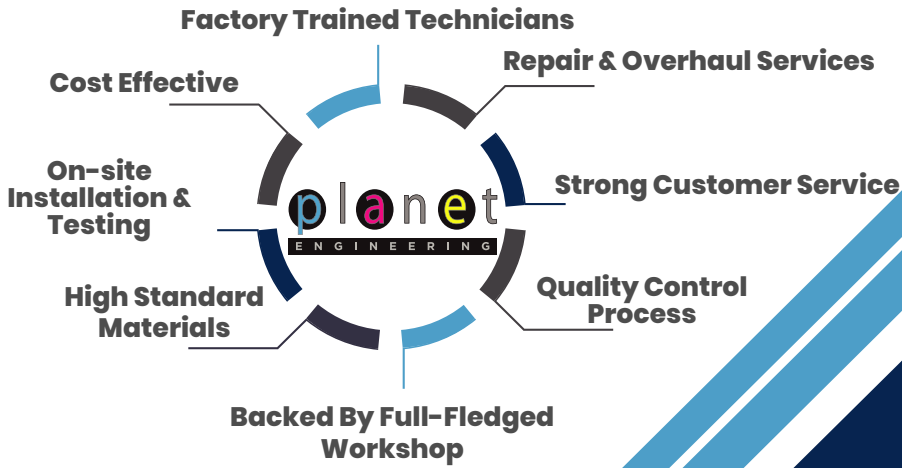 Factory Trained Technicians
Repair & Overhaul Services
Cost Effective
On-site
Installation &
Testing
Strong Customer Service
planet
ENGINEERING
High Standard
Materials
Quality Control
Process
Backed By Full-Fledged
Workshop